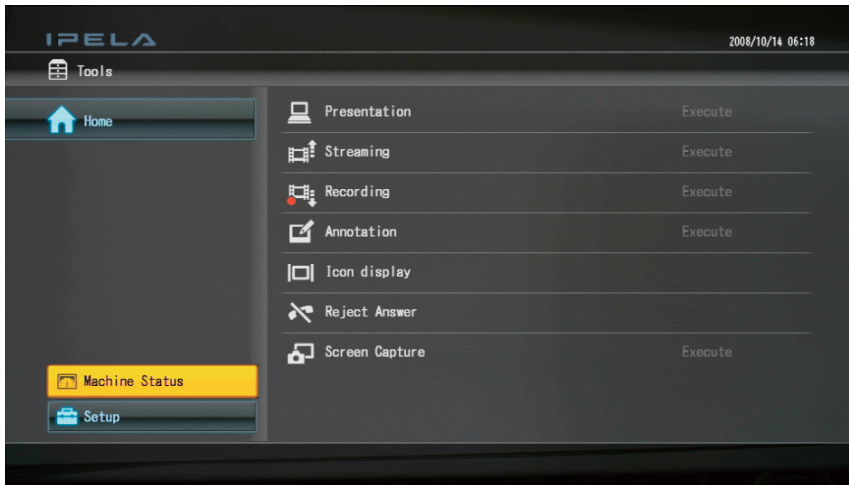 IPELA
2008/10/14 06:18
Tools
Home
Presentation Execute
Streaming Execute
Recording Execute
Annotation Execute
Icon display
Reject Answer
Screen Capture Execute
Machine Status
Setup